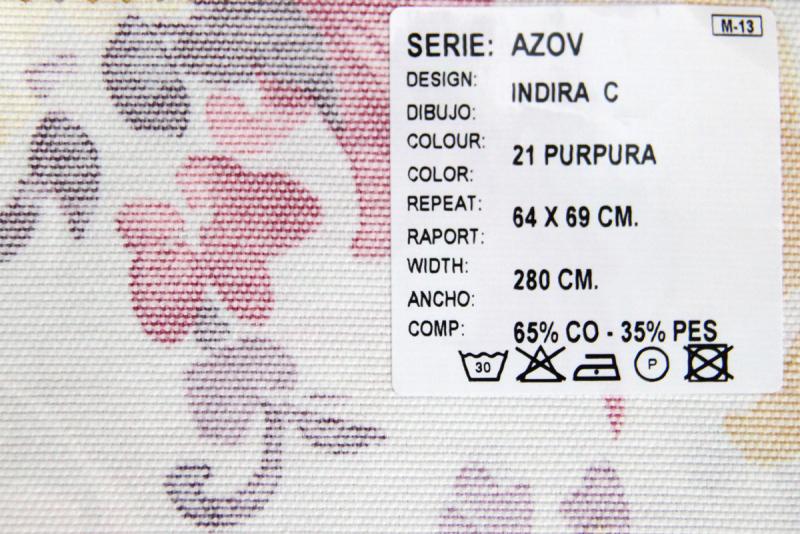 M-13
SERIE: AZOV
DESIGN:
INDIRA C
DIBUJO:
COLOUR:
21 PURPURA
COLOR:
REPEAT:
64 X 69 CM.
RAPORT:
WIDTH:
280 CM.
ANCHO:
COMP: 65% CO - 35% PES
30 P